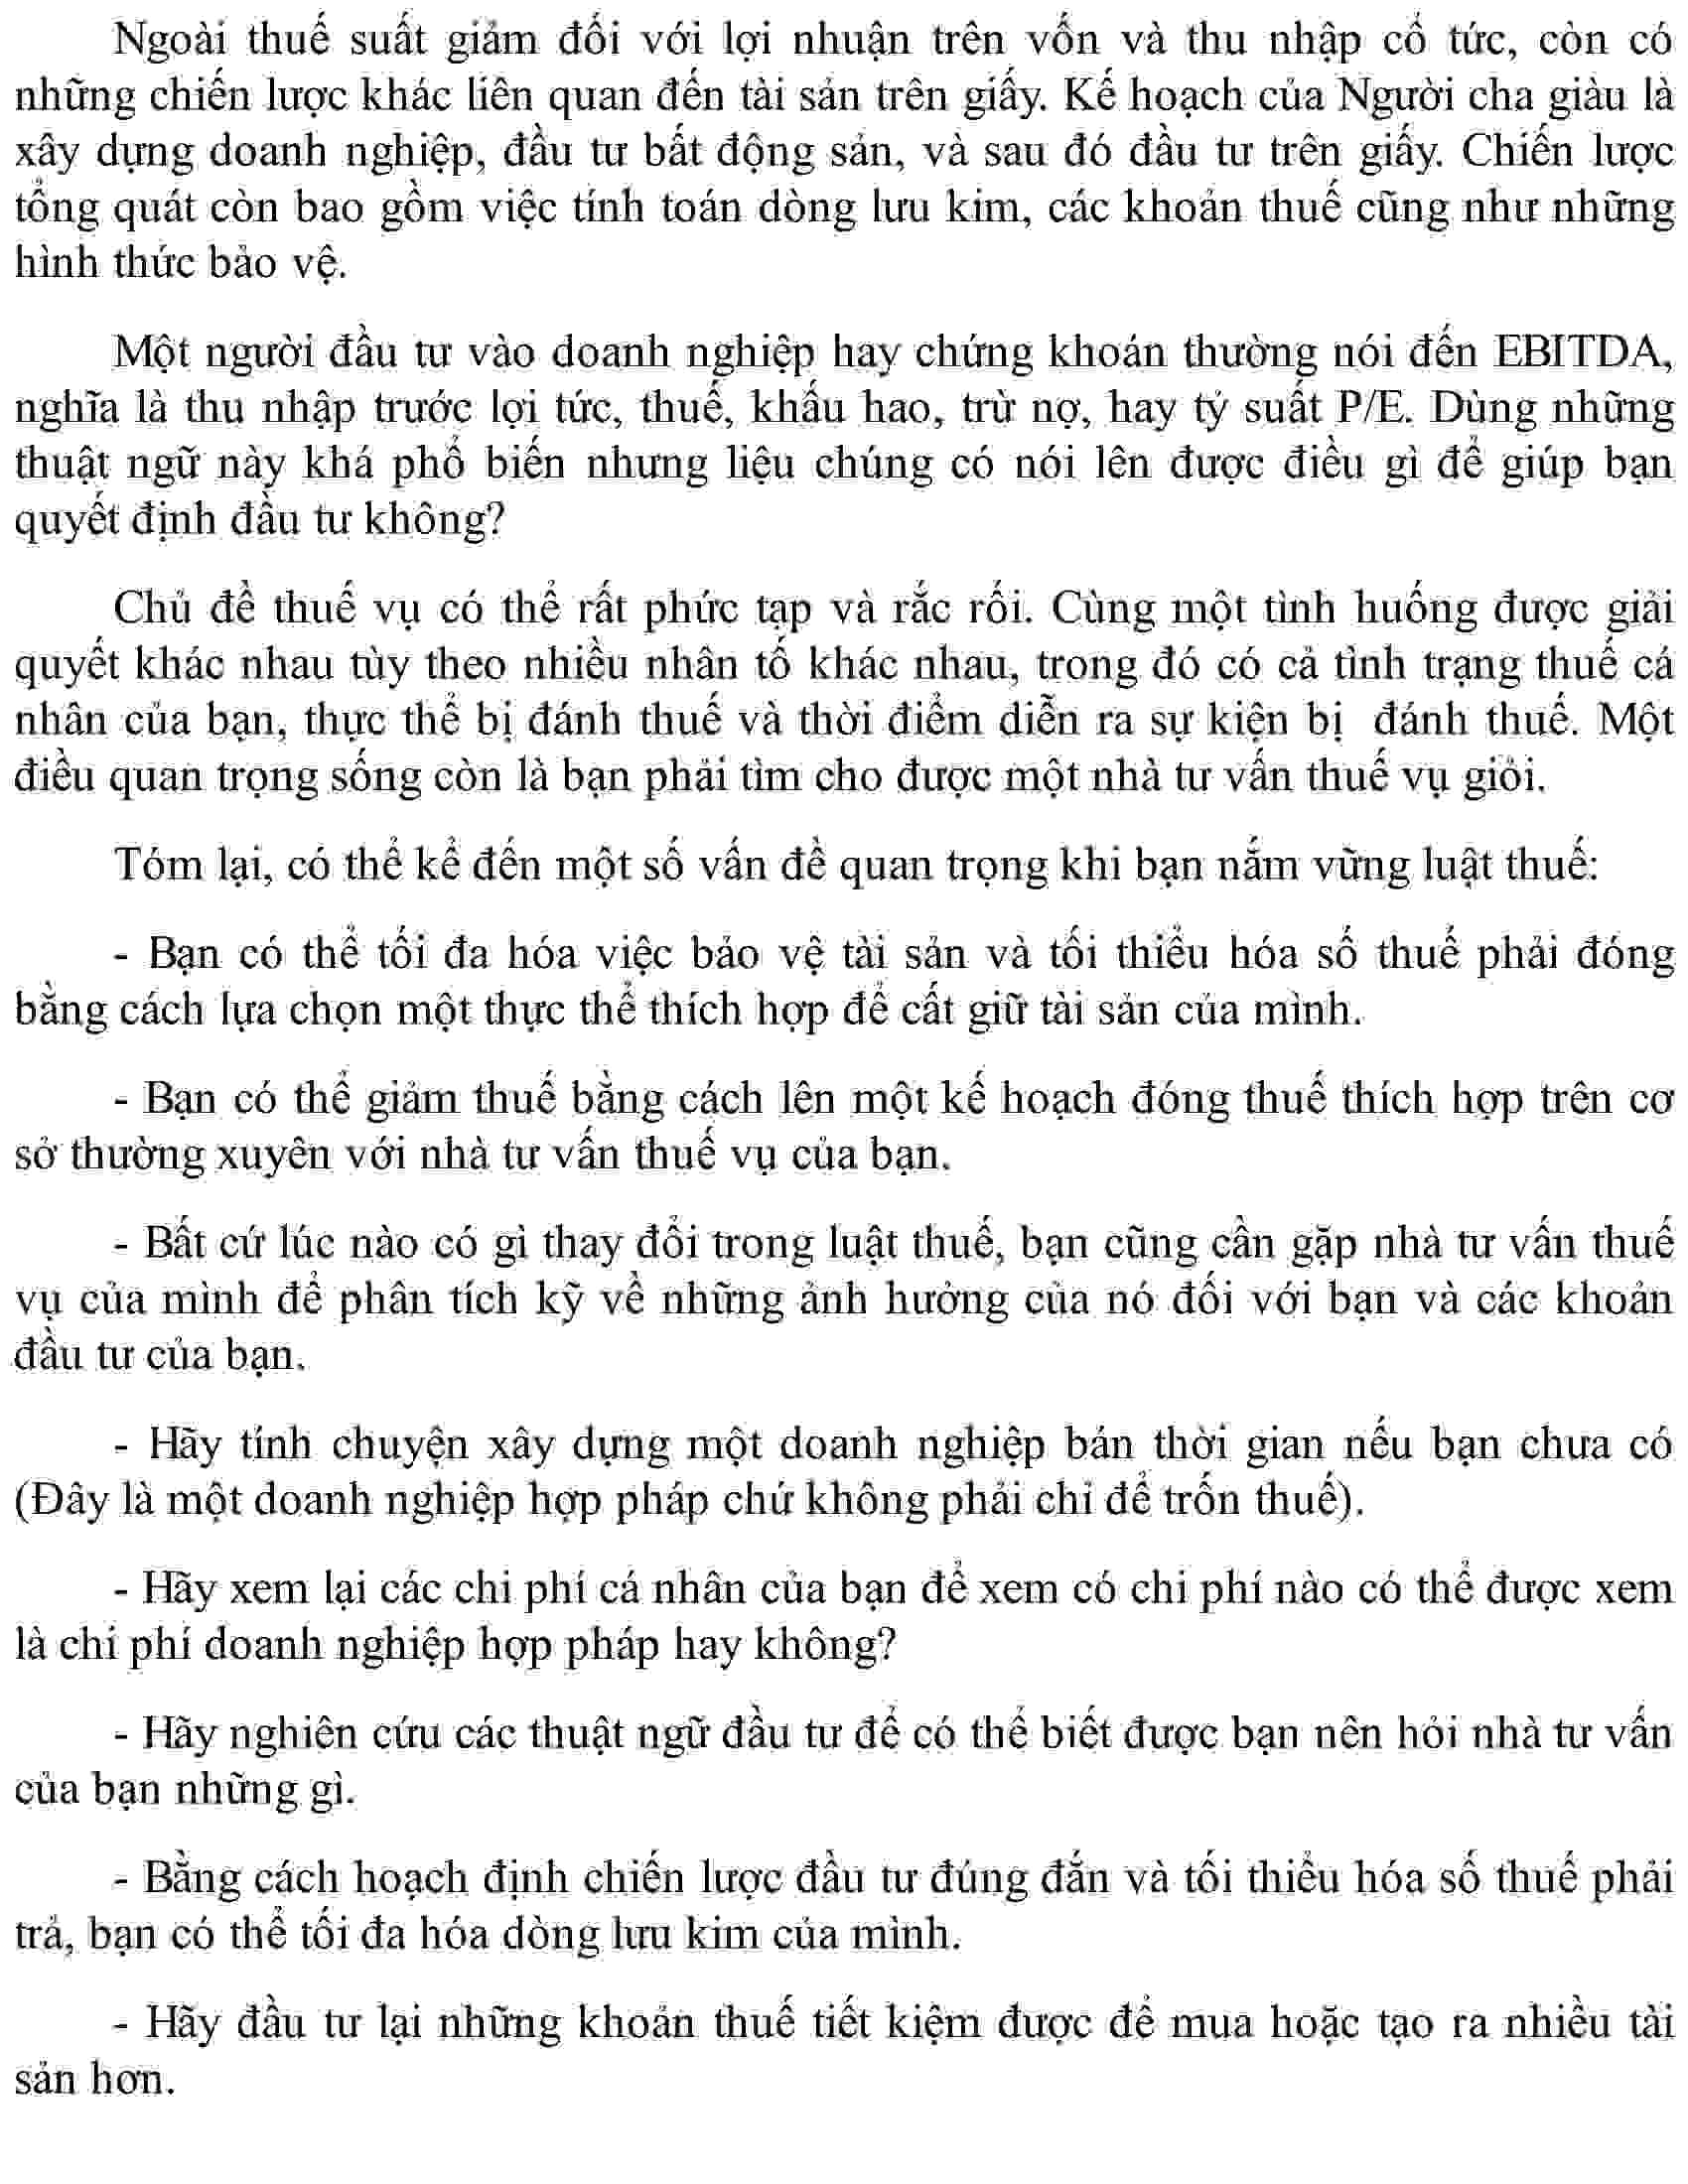 Ngoài thuế suất giảm đối với lợi nhuận trên vốn và thu nhập cổ tức, còn có
những chiến lược khác liên quan đến tài sản trên giấy. Kế hoạch của Người cha giàu là
xây dựng doanh nghiệp, đầu tư bất động sản, và sau đó đầu tư trên giấy. Chiến lược
tổng quát còn bao gồm việc tính toán dòng lưu kim, các khoản thuế cũng như những
hình thức bảo vệ.
Một người đầu tư vào doanh nghiệp hay chứng khoán thường nói đến EBITDA,
nghĩa là thu nhập trước lợi tức, thuế, khấu hao, trừ nợ, hay tỷ suất P/E. Dùng những
thuật ngữ này khá phổ biến nhưng liệu chúng có nói lên được điều gì để giúp bạn
quyết định đầu tư không?
Chủ đề thuế vụ có thể rất phức tạp và rắc rối. Cùng một tình huống được giải
quyết khác nhau tùy theo nhiều nhân tố khác nhau, trong đó có cả tình trạng thuế cá
nhân của bạn, thực thể bị đánh thuế và thời điểm diễn ra sự kiện bị đánh thuế. Một
điều quan trọng sống còn là bạn phải tìm cho được một nhà tư vấn thuế vụ giỏi.
Tóm lại, có thể kể đến một số vấn đề quan trọng khi bạn nắm vững luật thuế:
- Bạn có thể tối đa hóa việc bảo vệ tài sản và tối thiểu hóa số thuế phải đóng
bằng cách lựa chọn một thực thể thích hợp để cất giữ tài sản của mình.
- Bạn có thể giảm thuế bằng cách lên một kế hoạch đóng thuế thích hợp trên cơ
sở thường xuyên với nhà tư vấn thuế vụ của bạn.
- Bất cứ lúc nào có gì thay đổi trong luật thuế, bạn cũng cần gặp nhà tư vấn thuế
vụ của mình để phân tích kỹ về những ảnh hưởng của nó đối với bạn và các khoản
đầu tư của bạn.
- Hãy tính chuyện xây dựng một doanh nghiệp bán thời gian nếu bạn chưa có
(Đây là một doanh nghiệp hợp pháp chứ không phải chỉ để trốn thuế).
- Hãy xem lại các chi phí cá nhân của bạn để xem có chi phí nào có thể được xem
là chi phí doanh nghiệp hợp pháp hay không?
- Hãy nghiên cứu các thuật ngữ đầu tư để có thể biết được bạn nên hỏi nhà tư vấn
của bạn những gì.
- Bằng cách hoạch định chiến lược đầu tư đúng đắn và tối thiểu hóa số thuế phải
trả, bạn có thể tối đa hóa dòng lưu kim của mình.
- Hãy đầu tư lại những khoản thuế tiết kiệm được để mua hoặc tạo ra nhiều tài
sản hơn.